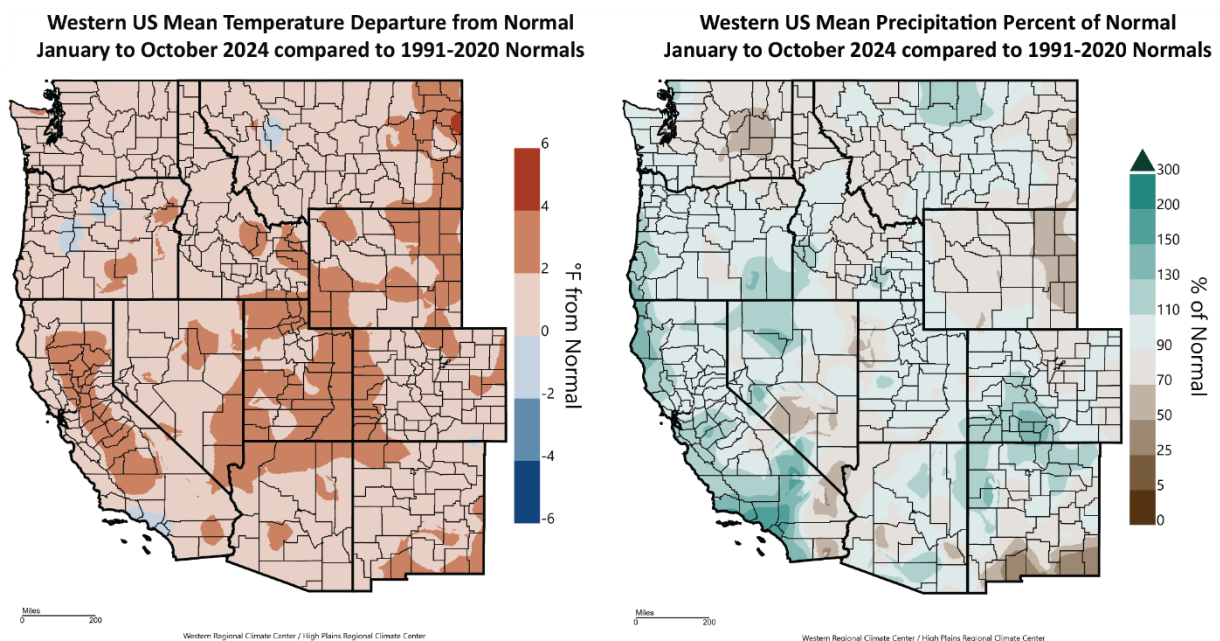 Western US Mean Temperature Departure from Normal
January to October 2024 compared to 1991-2020 Normals
6
4
2
0
-2
-4
-6
°F from Normal
Miles
0 200
Western Regional Climate Center / High Plains Regional Climate Center
Western US Mean Precipitation Percent of Normal
January to October 2024 compared to 1991-2020 Normals
300
200
150
130
110
90
70
50
25
5
0
% of Normal
Miles
0 200
Western Regional Climate Center / High Plains Regional Climate Center